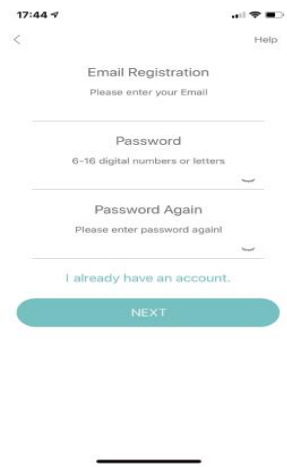 17:44
Help
Email Registration
Please enter your Email
Password
6-16 digital numbers or letters
Password Again
Please enter password again!
I already have an account.
NEXT